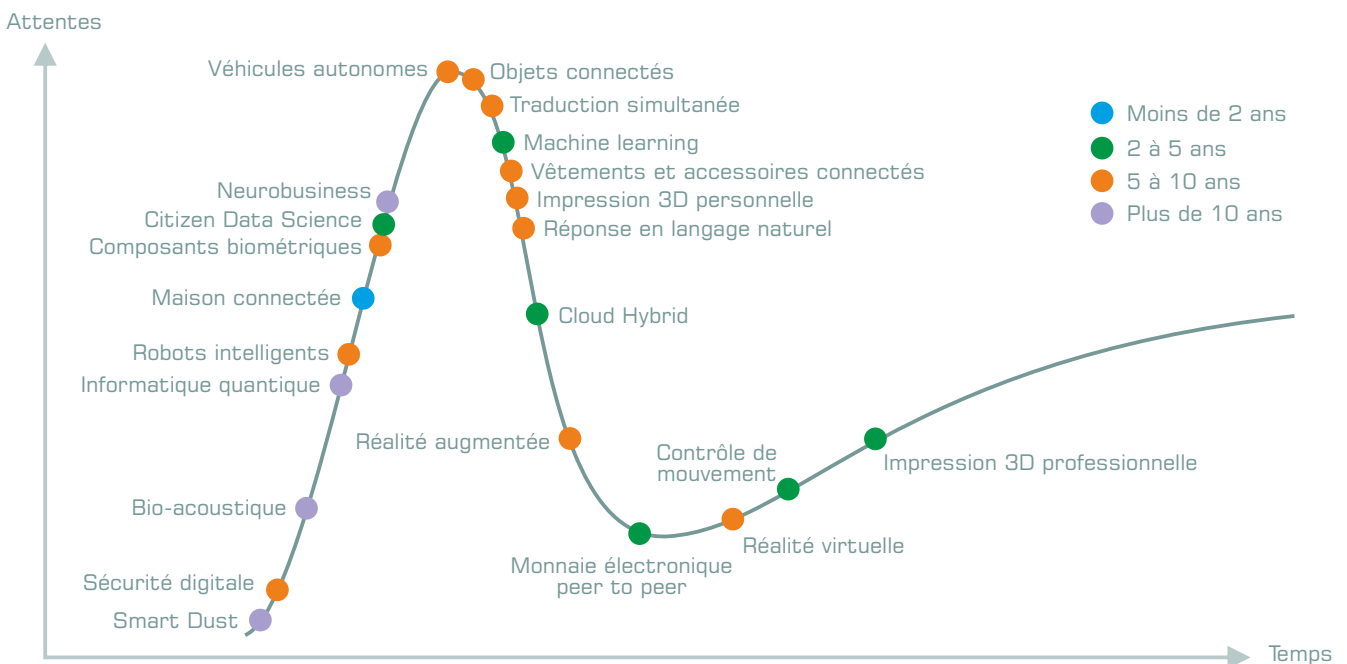 Attentes
Véhicules autonomes
Objets connectés
Traduction simultanée
Machine learning
Vêtements et accessoires connectés
Impression 3D personnelle
Réponse en langage naturel
Neurobusiness
Citizen Data Science
Composants biométriques
Maison connectée
Robots intelligents
Informatique quantique
Cloud Hybrid
Réalité augmentée
Bio-acoustique
Sécurité digitale
Smart Dust
Monnaie électronique
peer to peer
Réalité virtuelle
Contrôle de
mouvement
Impression 3D professionnelle
Moins de 2 ans
2 à 5 ans
5 à 10 ans
Plus de 10 ans
Temps